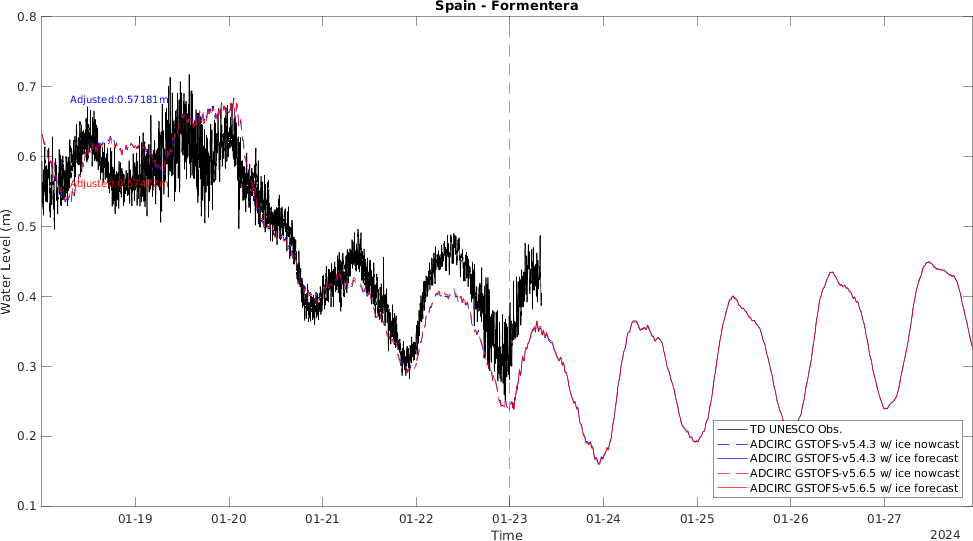 Spain - Formentera
0.8
0.7
0.6
0.5
0.4
0.3
0.2
0.1
Water Level (m)
Adjusted:0.57181m
TD UNESCO Obs.
ADCIRC GSTOFS-v5.4.3 w/ ice nowcast
ADCIRC GSTOFS-v5.4.3 w/ ice forecast
ADCIRC GSTOFS-v5.6.5 w/ ice nowcast
ADCIRC GSTOFS-v5.6.5 w/ ice forecast
01-19 01-20 01-21 01-22 01-23 01-24 01-25 01-26 01-27
Time
2024